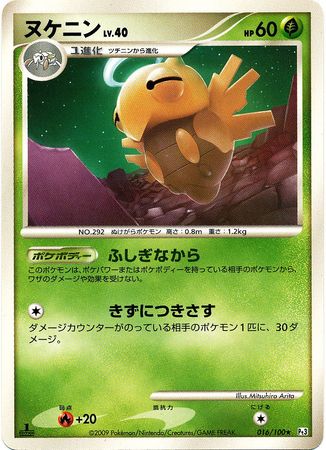 ヌケニン LV.40 HP 60
1進化 ツチニンから進化
NO.292 ぬけがらポケモン 高さ：0.8m 重さ：1.2kg
ポケボディー ふしぎなから
このポケモンは、ポケパワーまたはポケボディーを持っている相手のポケモンから、
ワザのダメージや効果を受けない。
きずにつきさす
ダメージカウンターがのっている相手のポケモン1匹に、30ダ
メージ。
Illus.Mitsuhiro Arita
弱点 +20 抵抗力 にげる
©2009 Pokémon/Nintendo/Creatures/GAME FREAK. 016/100★ Pt3